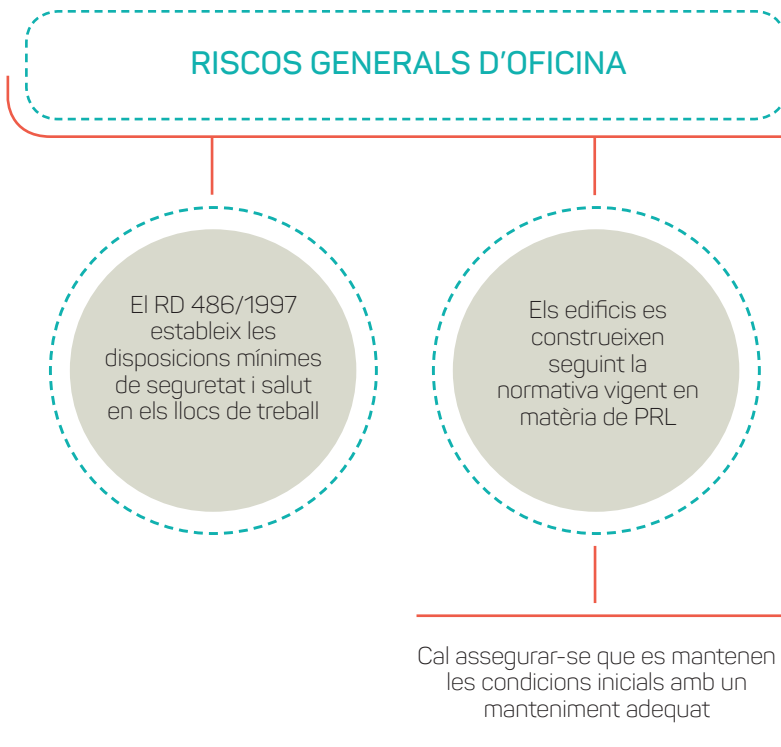 RISCOS GENERALS D'OFICINA
El RD 486/1997
estableix les
disposicions mínimes
de seguretat i salut
en els llocs de treball
Els edificis es
construeixen
seguint la
normativa vigent en
matèria de PRL
Cal assegurar-se que es mantenen
les condicions inicials amb un
manteniment adequat